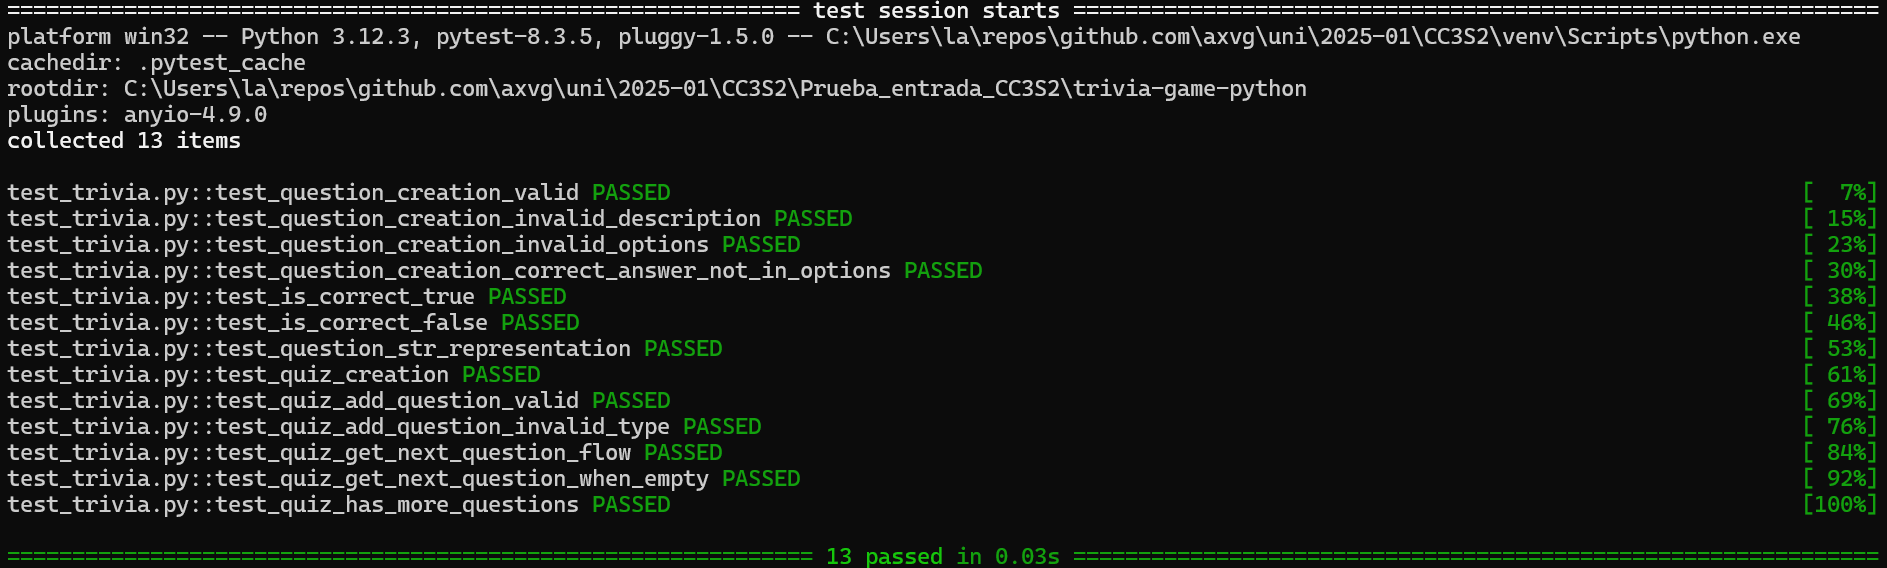 ============================================================= test session starts ==============================================================
platform win32 -- Python 3.12.3, pytest-8.3.5, pluggy-1.5.0 -- C:\Users\la\repos\github.com\axvg\uni\2025-01\CC3S2\venv\Scripts\python.exe
cachedir: .pytest_cache
rootdir: C:\Users\la\repos\github.com\axvg\uni\2025-01\CC3S2\Prueba_entrada_CC3S2\trivia-game-python
plugins: anyio-4.9.0
collected 13 items

test_trivia.py::test_question_creation_valid PASSED [  7%]
test_trivia.py::test_question_creation_invalid_description PASSED [ 15%]
test_trivia.py::test_question_creation_invalid_options PASSED [ 23%]
test_trivia.py::test_question_creation_correct_answer_not_in_options PASSED [ 30%]
test_trivia.py::test_is_correct_true PASSED [ 38%]
test_trivia.py::test_is_correct_false PASSED [ 46%]
test_trivia.py::test_question_str_representation PASSED [ 53%]
test_trivia.py::test_quiz_creation PASSED [ 61%]
test_trivia.py::test_quiz_add_question_valid PASSED [ 69%]
test_trivia.py::test_quiz_add_question_invalid_type PASSED [ 76%]
test_trivia.py::test_quiz_get_next_question_flow PASSED [ 84%]
test_trivia.py::test_quiz_get_next_question_when_empty PASSED [ 92%]
test_trivia.py::test_quiz_has_more_questions PASSED [100%]

============================================================== 13 passed in 0.03s ==============================================================